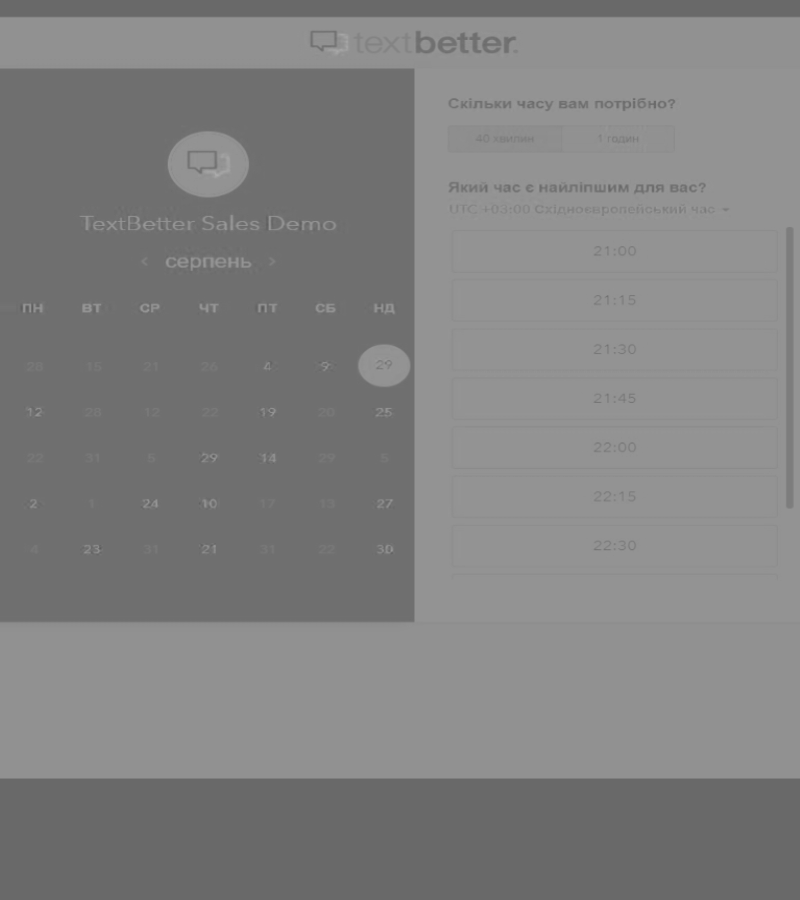 textbetter.
TextBetter Sales Demo
‹ серпень ›
ПН ВТ СР ЧТ ПТ СБ НД
28 15 21 26 4 9 29
12 28 12 22 19 20 25
22 31 5 29 14 29 5
2 1 24 10 17 13 27
4 23 31 21 31 22 30
Скільки часу вам потрібно?
40 хвилин 1 годин
Який час є найліпшим для вас?
UTC +03:00 Східноєвропейський час
21:00
21:15
21:30
21:45
22:00
22:15
22:30